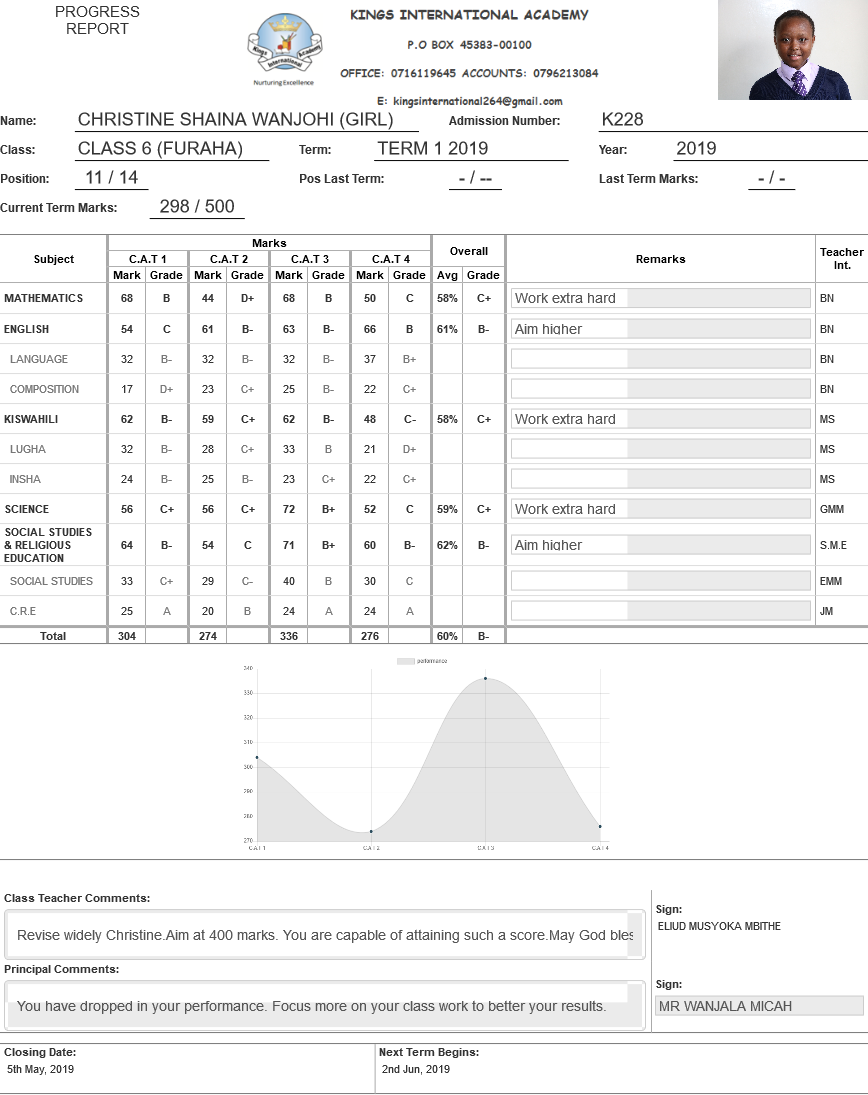 PROGRESS
REPORT
KINGS INTERNATIONAL ACADEMY
P.O BOX 45383-00100
OFFICE: 0716119645 ACCOUNTS: 0796213084
E: kingsinternational264@gmail.com
Kings Academy
International
Nurturing Excellence
Name: CHRISTINE SHAINA WANJOHI (GIRL) Admission Number: K228
Class: CLASS 6 (FURAHA) Term: TERM 1 2019 Year: 2019
Position: 11 / 14 Pos Last Term: - / -- Last Term Marks: - / -
Current Term Marks: 298 / 500
Subject Marks Overall Remarks Teacher Int.
C.A.T 1 C.A.T 2 C.A.T 3 C.A.T 4
Mark Grade Mark Grade Mark Grade Mark Grade Avg Grade
MATHEMATICS 68 B 44 D+ 68 B 50 C 58% C+ Work extra hard BN
ENGLISH 54 C 61 B- 63 B- 66 B 61% B- Aim higher BN
LANGUAGE 32 B- 32 B- 32 B- 37 B+ BN
COMPOSITION 17 D+ 23 C+ 25 B- 22 C+ BN
KISWAHILI 62 B- 59 C+ 62 B- 48 C- 58% C+ Work extra hard MS
LUGHA 32 B- 28 C+ 33 B 21 D+ MS
INSHA 24 B- 25 B- 23 C+ 22 C+ MS
SCIENCE 56 C+ 56 C+ 72 B+ 52 C 59% C+ Work extra hard GMM
SOCIAL STUDIES
& RELIGIOUS
EDUCATION 64 B- 54 C 71 B+ 60 B- 62% B- Aim higher S.M.E
SOCIAL STUDIES 33 C+ 29 C- 40 B 30 C EMM
C.R.E 25 A 20 B 24 A 24 A JM
Total 304 274 336 276 60% B-
performance
340
330
320
310
300
290
280
270
C.A.T 1 C.A.T 2 C.A.T 3 C.A.T 4
Class Teacher Comments:
Revise widely Christine.Aim at 400 marks. You are capable of attaining such a score.May God bles
Sign:
ELIUD MUSYOKA MBITHE
Principal Comments:
You have dropped in your performance. Focus more on your class work to better your results.
Sign:
MR WANJALA MICAH
Closing Date: Next Term Begins:
5th May, 2019 2nd Jun, 2019